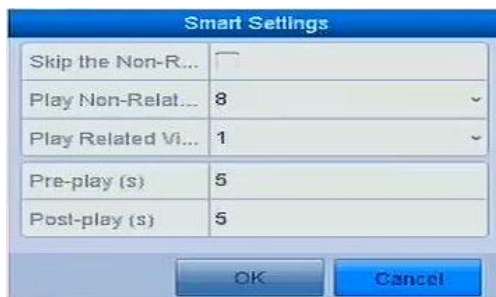 Smart Settings
Skip the Non-R...
Play Non-Relat... 8
Play Related Vi... 1
Pre-play (s) 5
Post-play (s) 5
OK Cancel